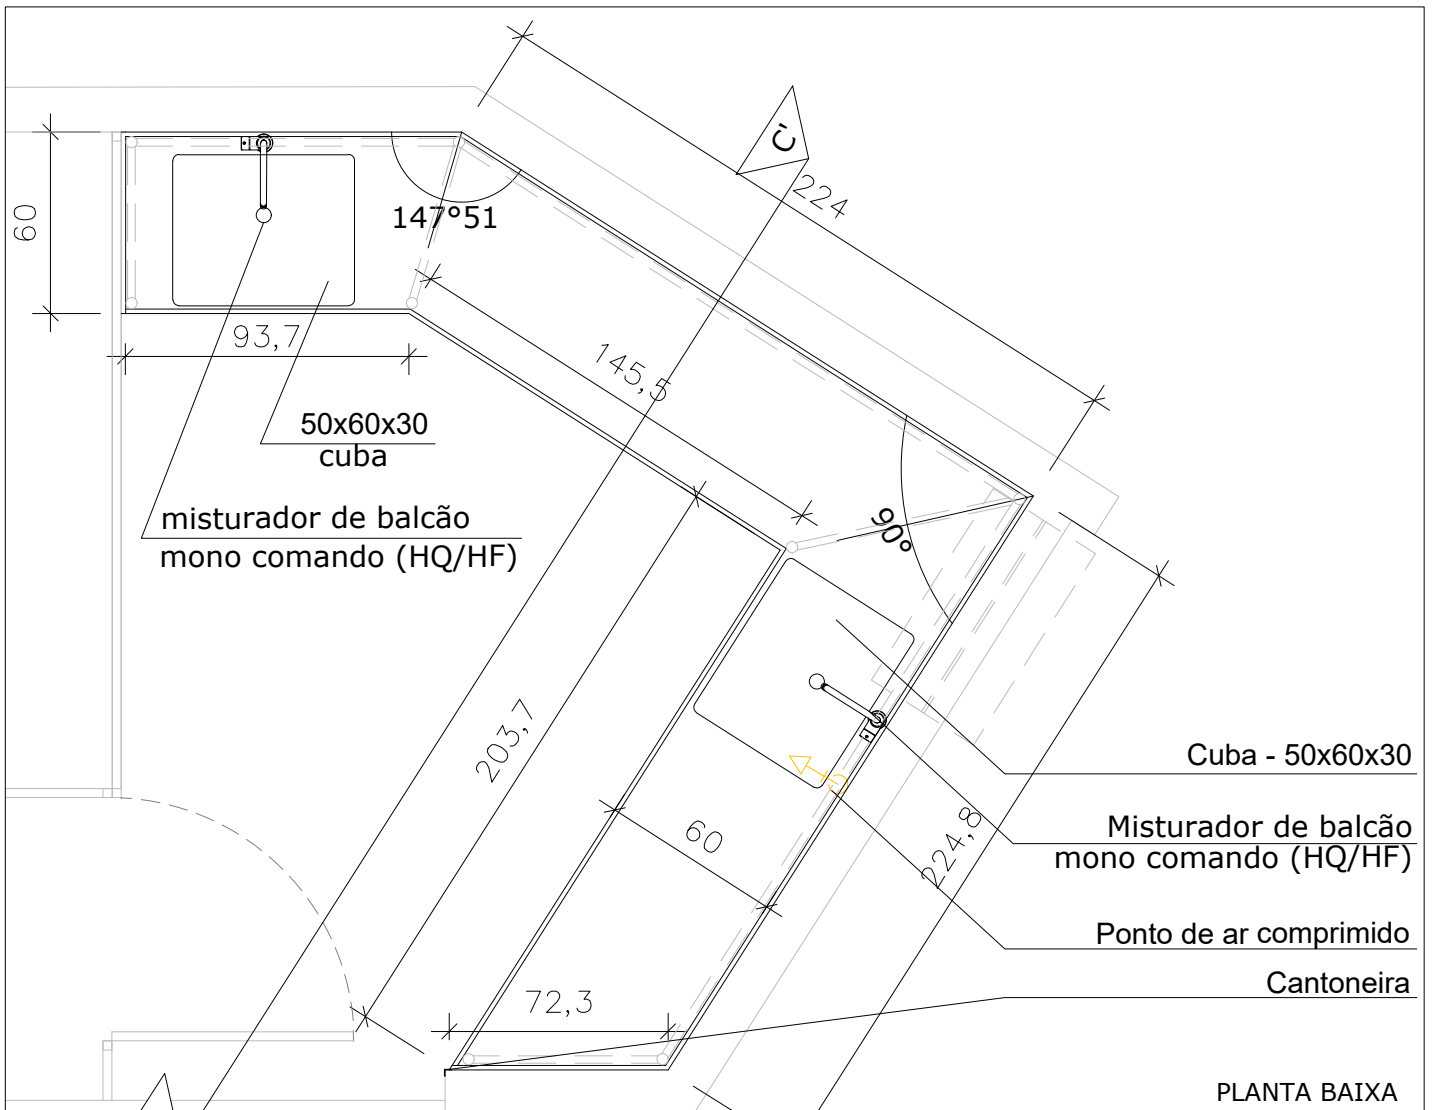 C'
224
60
147°51
93,7
145,5
50x60x30
cuba
misturador de balcão
mono comando (HQ/HF)
90°
203,7
60
224,8
Cuba - 50x60x30
Misturador de balcão
mono comando (HQ/HF)
Ponto de ar comprimido
Cantoneira
72,3
PLANTA BAIXA